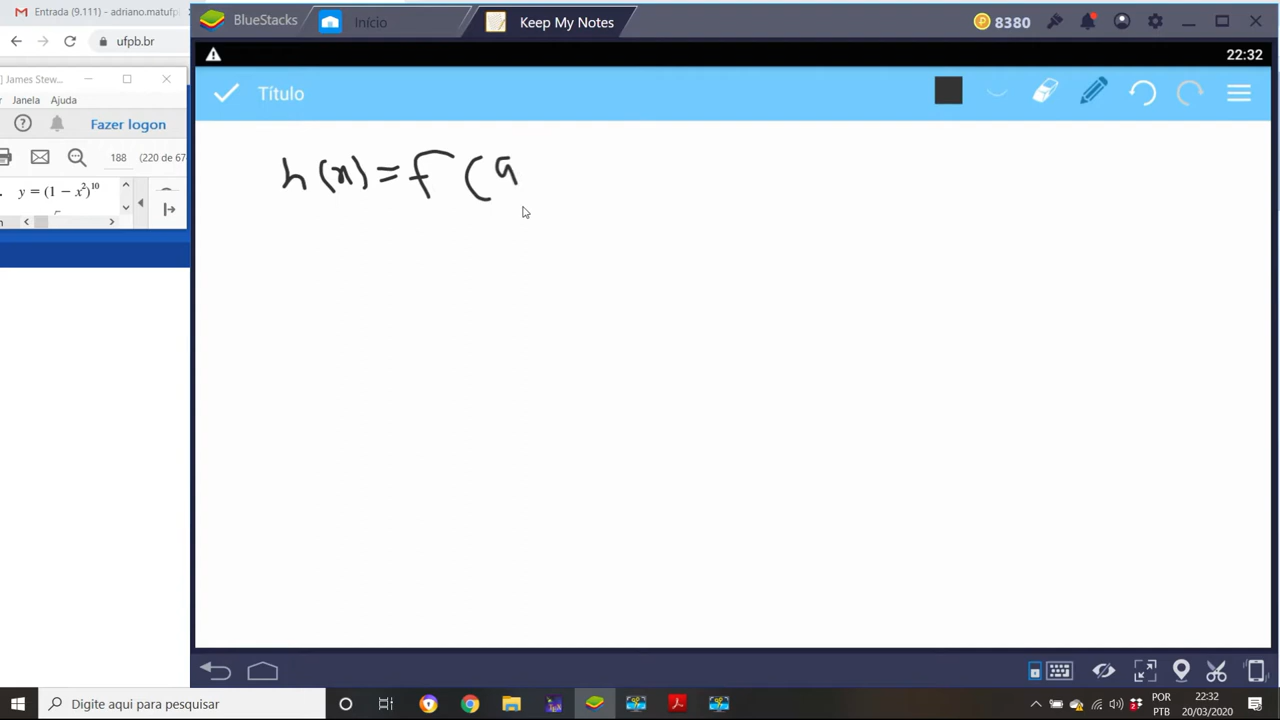 Entrada (9.111) - adriano.matufp
BlueStacks
Início
Keep My Notes
8380
ufpb.br
22:32
James Stew...
Título
Janela Ajuda
Fazer logon
188 (220 de 67
y = (1 − x²)¹⁰
h(x) = f (g
Digite aqui para pesquisar
POR
PTB
22:32
20/03/2020